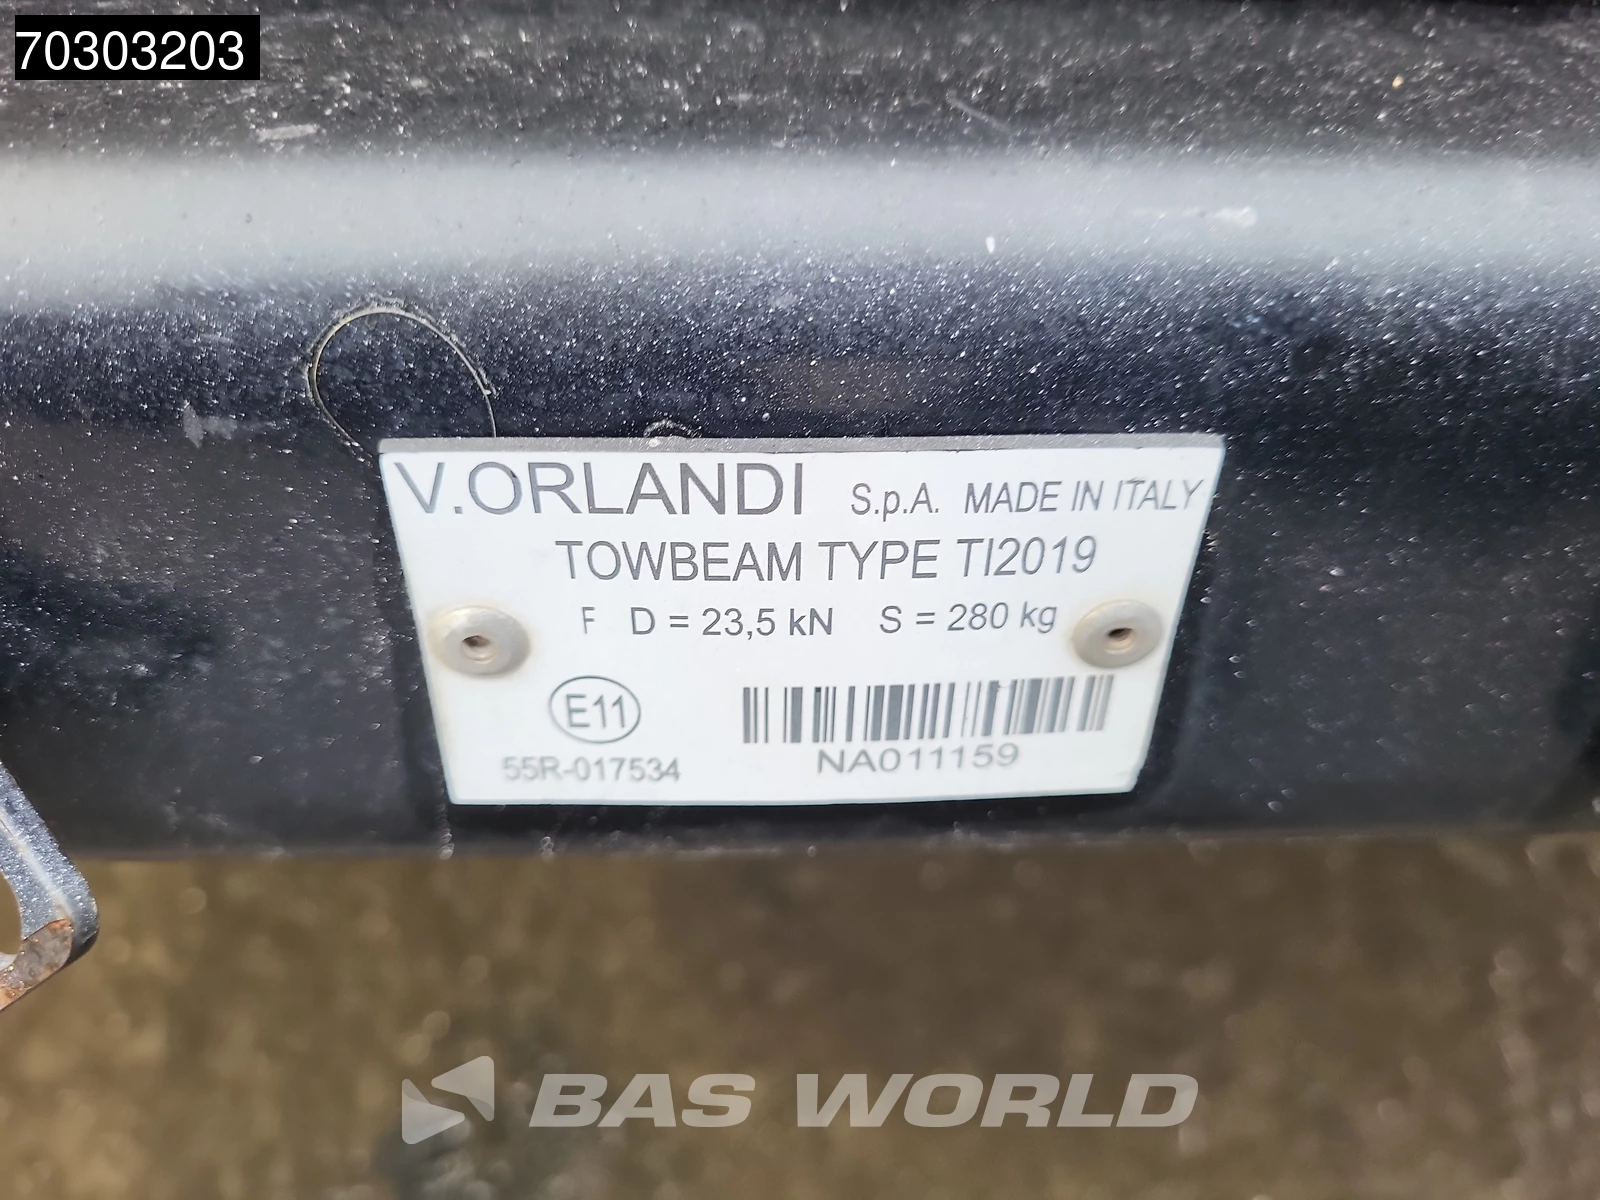 70303203
V.ORLANDI S.p.A. MADE IN ITALY
TOWBEAM TYPE TI2019
F D = 23,5 kN S = 280 kg
E11
55R-017534
NA011159
BAS WORLD